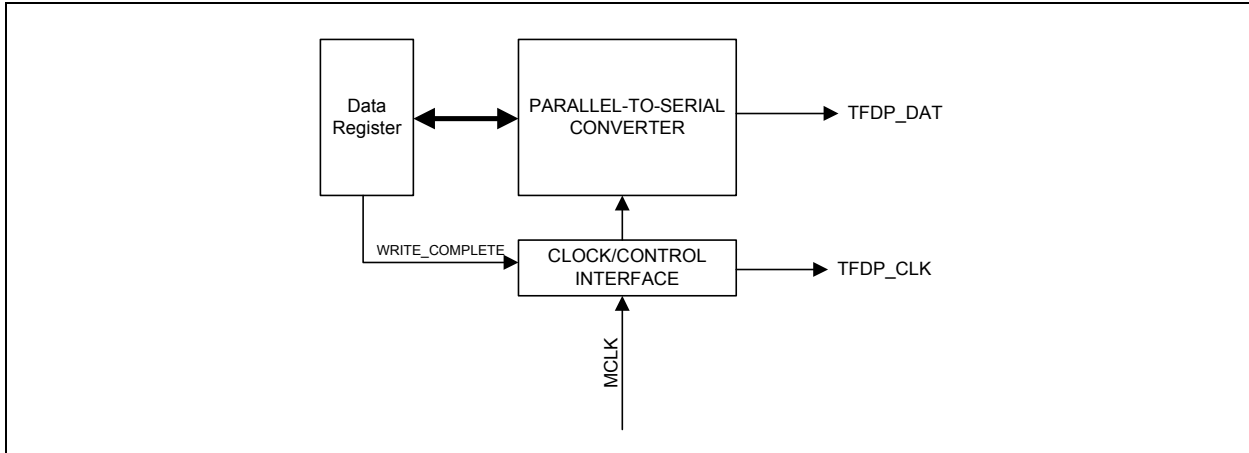 Data
Register
PARALLEL-TO-SERIAL
CONVERTER
TFDP_DAT
WRITE_COMPLETE
CLOCK/CONTROL
INTERFACE
TFDP_CLK
MCLK